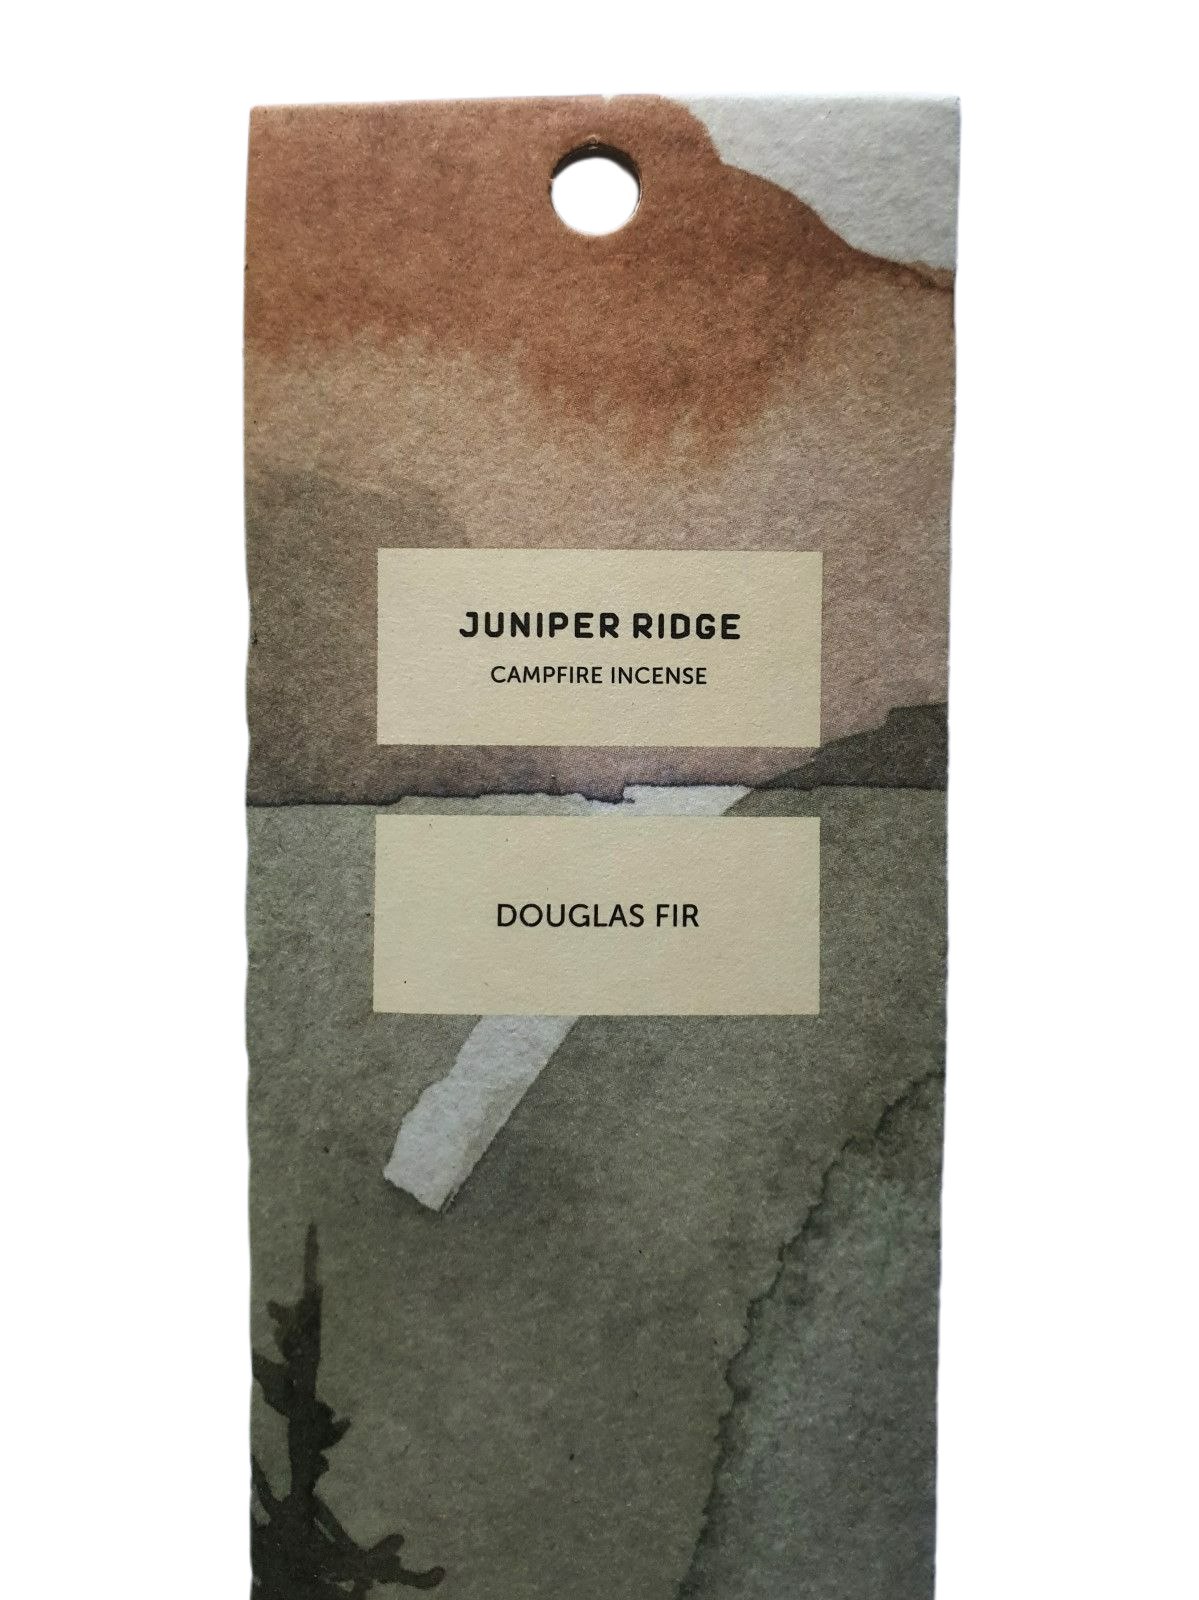 JUNIPER RIDGE
CAMPFIRE INCENSE
DOUGLAS FIR